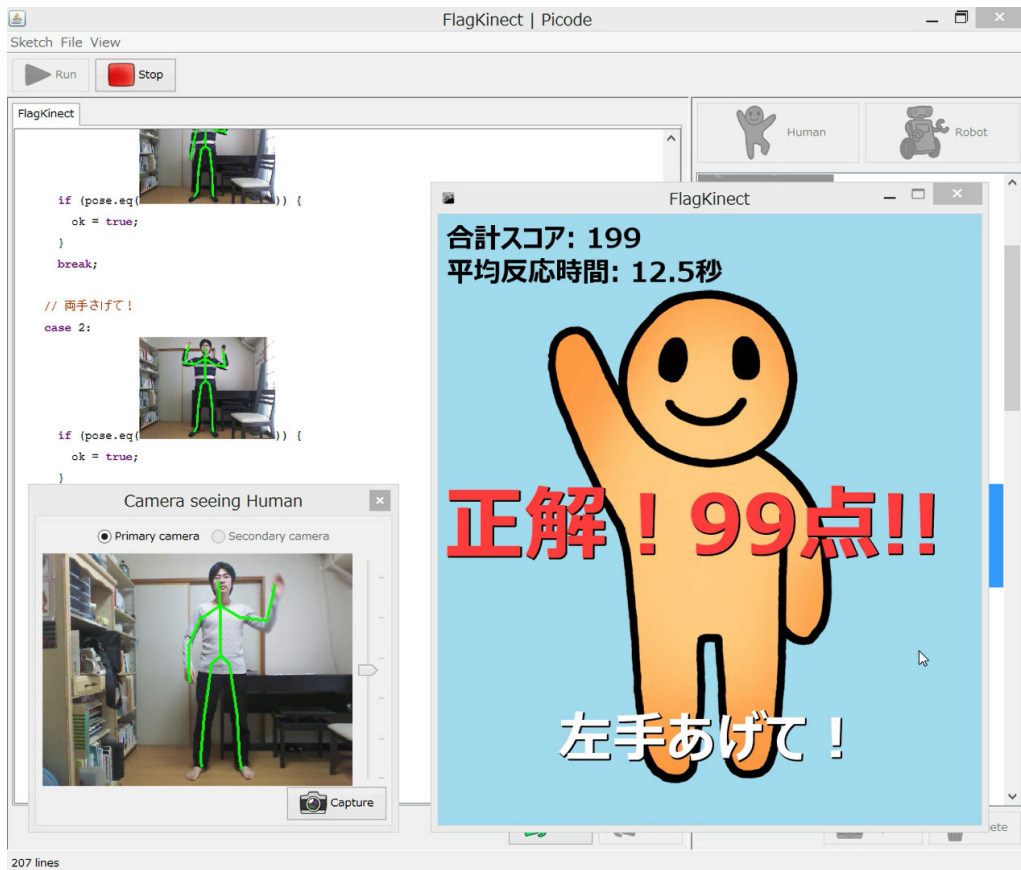 FlagKinect | Picode
Sketch File View
Run
Stop
FlagKinect
Human
Robot
if (pose.eq( )) {
ok = true;
}
break;
// 両手さげて！
case 2:
if (pose.eq( )) {
ok = true;
}
Camera seeing Human
Primary camera
Secondary camera
Capture
FlagKinect
合計スコア: 199
平均反応時間: 12.5秒
正解！99点!!
左手あげて！
207 lines